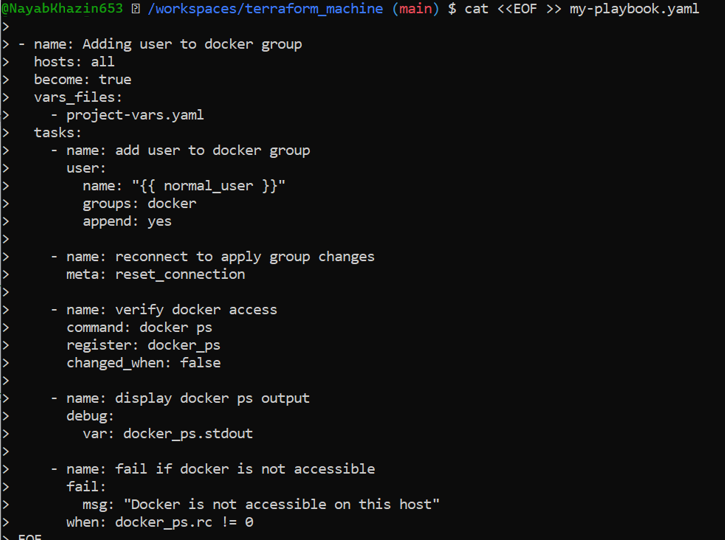 @NayabKhazin653 /workspaces/terraform_machine (main) $ cat <<EOF >> my-playbook.yaml
>
> - name: Adding user to docker group
>   hosts: all
>   become: true
>   vars_files:
>     - project-vars.yaml
>   tasks:
>     - name: add user to docker group
>       user:
>         name: "{{ normal_user }}"
>         groups: docker
>         append: yes
>
>     - name: reconnect to apply group changes
>       meta: reset_connection
>
>     - name: verify docker access
>       command: docker ps
>       register: docker_ps
>       changed_when: false
>
>     - name: display docker ps output
>       debug:
>         var: docker_ps.stdout
>
>     - name: fail if docker is not accessible
>       fail:
>         msg: "Docker is not accessible on this host"
>       when: docker_ps.rc != 0
> EOF